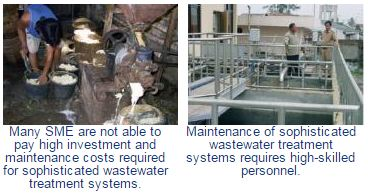 Many SME are not able to
pay high investment and
maintenance costs required
for sophisticated wastewater
treatment systems.
Maintenance of sophisticated
wastewater treatment
systems requires high-skilled
personnel.